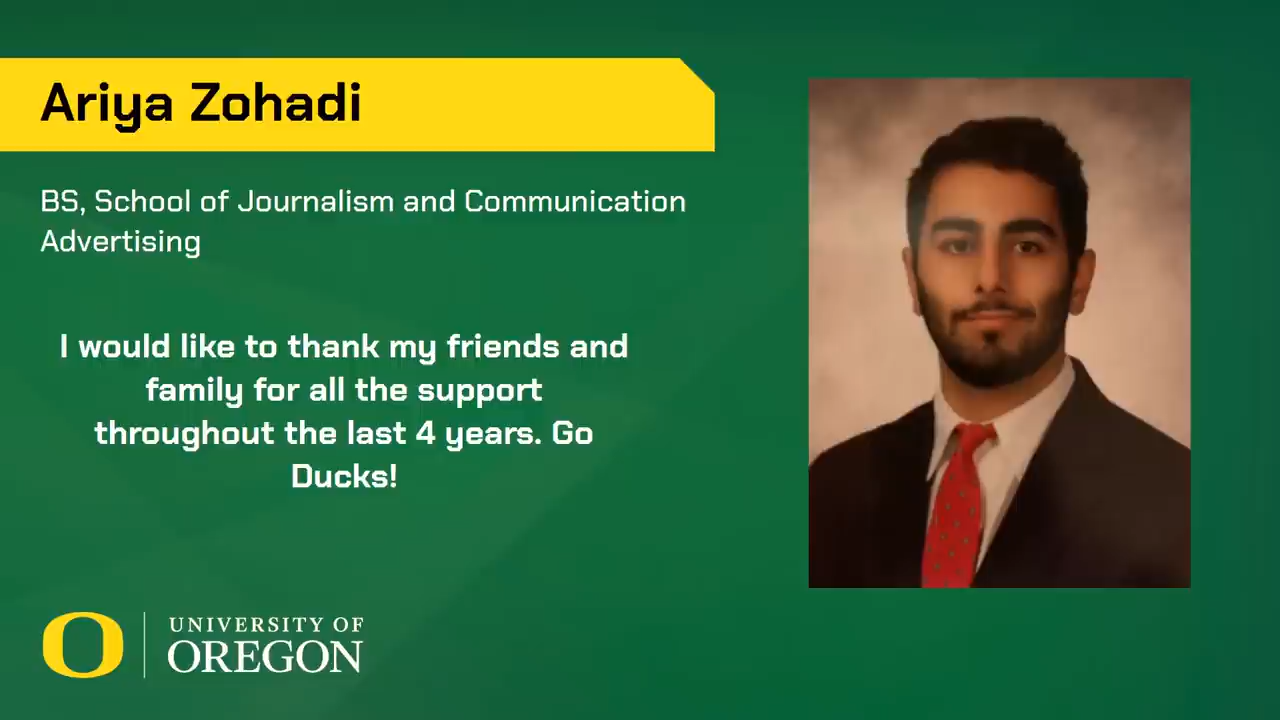 Ariya Zohadi
BS, School of Journalism and Communication
Advertising
I would like to thank my friends and
family for all the support
throughout the last 4 years. Go
Ducks!
O
UNIVERSITY OF
OREGON